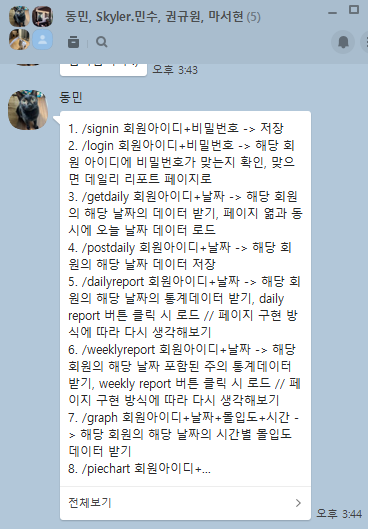 동민, Skyler.민수, 권규원, 마서현 (5)
오후 3:43
동민
1. /signin 회원아이디+비밀번호 -> 저장
2. /login 회원아이디+비밀번호 -> 해당 회
원 아이디에 비밀번호가 맞는지 확인, 맞으
면 데일리 리포트 페이지로
3. /getdaily 회원아이디+날짜 -> 해당 회원
의 해당 날짜의 데이터 받기, 페이지 엶과 동
시에 오늘 날짜 데이터 로드
4. /postdaily 회원아이디+날짜 -> 해당 회
원의 해당 날짜 데이터 저장
5. /dailyreport 회원아이디+날짜 -> 해당 회
원의 해당 날짜의 통계데이터 받기, daily
report 버튼 클릭 시 로드 // 페이지 구현 방
식에 따라 다시 생각해보기
6. /weeklyreport 회원아이디+날짜 -> 해당
회원의 해당 날짜 포함된 주의 통계데이터
받기, weekly report 버튼 클릭 시 로드 // 페
이지 구현 방식에 따라 다시 생각해보기
7. /graph 회원아이디+날짜+몰입도+시간 -
> 해당 회원의 해당 날짜의 시간별 몰입도
데이터 받기
8. /piechart 회원아이디+...
전체보기
오후 3:44